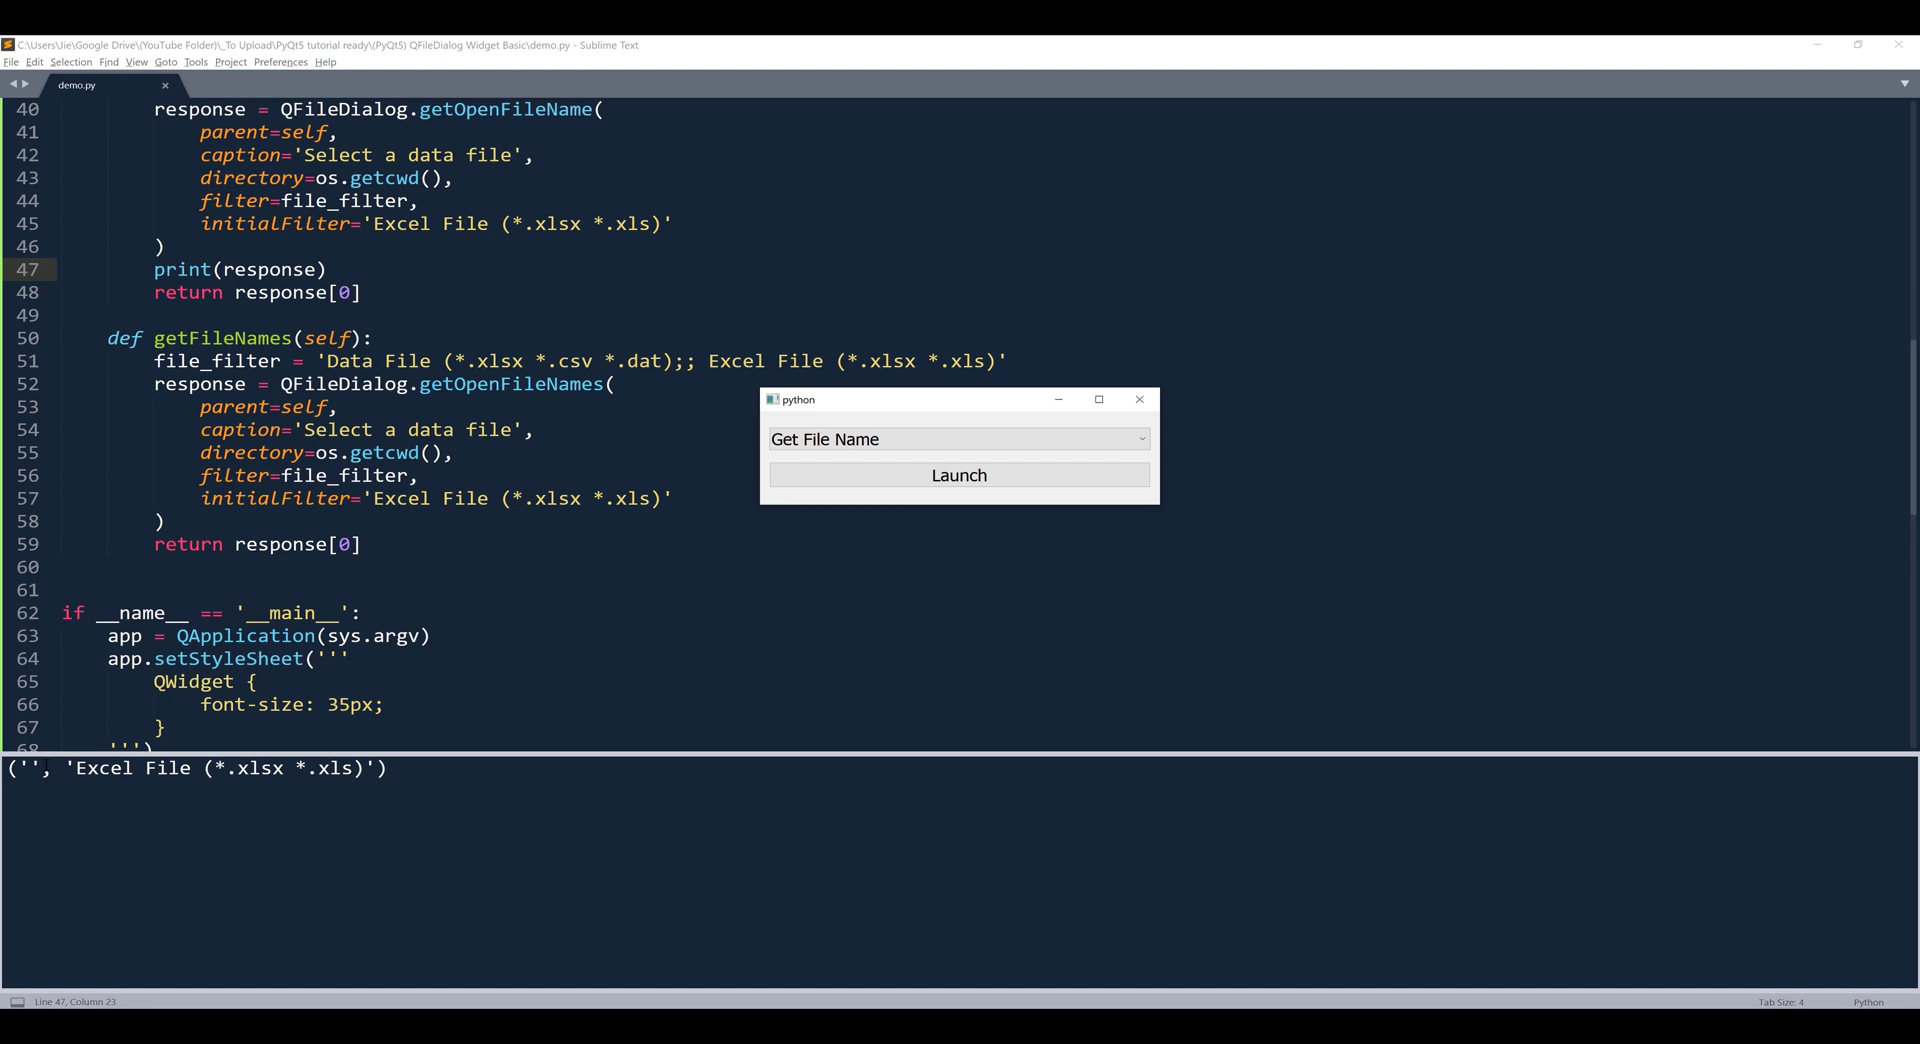 C:\Users\Jie\Google Drive\(YouTube Folder)\_To Upload\PyQt5 tutorial ready\(PyQt5) QFileDialog Widget Basic\demo.py - Sublime Text
File Edit Selection Find View Goto Tools Project Preferences Help
demo.py
40 response = QFileDialog.getOpenFileName(
41 parent=self,
42 caption='Select a data file',
43 directory=os.getcwd(),
44 filter=file_filter,
45 initialFilter='Excel File (*.xlsx *.xls)'
46 )
47 print(response)
48 return response[0]
49
50 def getFileNames(self):
51 file_filter = 'Data File (*.xlsx *.csv *.dat);; Excel File (*.xlsx *.xls)'
52 response = QFileDialog.getOpenFileNames(
53 parent=self,
54 caption='Select a data file',
55 directory=os.getcwd(),
56 filter=file_filter,
57 initialFilter='Excel File (*.xlsx *.xls)'
58 )
59 return response[0]
60
61
62 if __name__ == '__main__':
63 app = QApplication(sys.argv)
64 app.setStyleSheet('''
65 QWidget {
66 font-size: 35px;
67 }
68 ''')
python
Get File Name
Launch
('', 'Excel File (*.xlsx *.xls)')
Line 47, Column 23
Tab Size: 4
Python